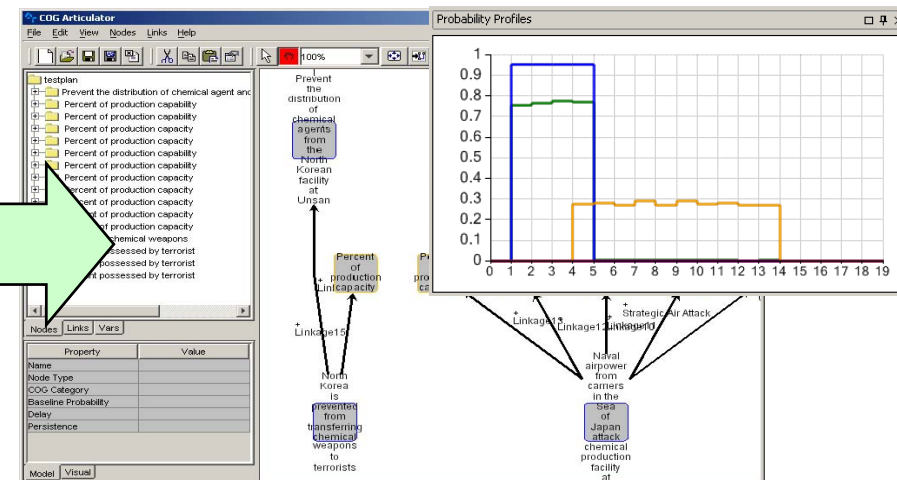 COG Articulator
File Edit View Nodes Links Help
100%
testplan
Prevent the distribution of chemical agent and
Percent of production capability
Percent of production capability
Percent of production capacity
Percent of production capacity
Percent of production capability
Percent of production capability
Percent of production capacity
Percent of production capacity
Percent of production capacity
nt of production capacity
nt of production capacity
nt of production capacity
chemical weapons
possessed by terrorist
possessed by terrorist
nt possessed by terrorist
Nodes Links Vars
Property Value
Name
Node Type
COG Category
Baseline Probability
Delay
Persistence
Model Visual
Prevent
the
distribution
of
chemical
agents
from
the
North
Korean
facility
at
Unsan
Percent
of
production
capacity
Linkage15
North
Korea
is
prevented
from
transferring
chemical
weapons
to
terrorists
Probability Profiles
1
0.9
0.8
0.7
0.6
0.5
0.4
0.3
0.2
0.1
0 1 2 3 4 5 6 7 8 9 10 11 12 13 14 15 16 17 18 19
Strategic Air Attack
Linkage13
Naval
airpower
from
carriers
in the
Sea
of
Japan
attack
chemical
production
facility
at